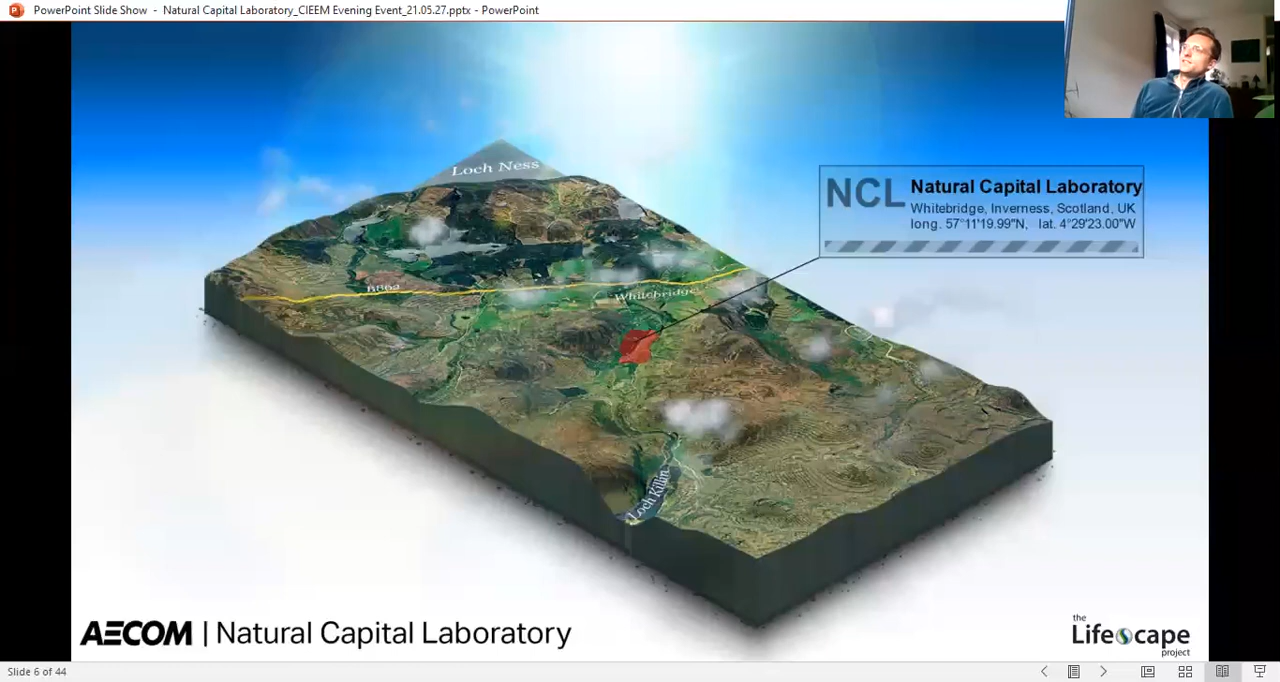 PowerPoint Slide Show - Natural Capital Laboratory_CIEEM Evening Event_21.05.27.pptx - PowerPoint
Loch Ness
NCL
Natural Capital Laboratory
Whitebridge, Inverness, Scotland, UK
long. 57°11'19.99"N, lat. 4°29'23.00"W
B862
Whitebridge
Loch Killin
AECOM | Natural Capital Laboratory
the
Lifescape
project
Slide 6 of 44